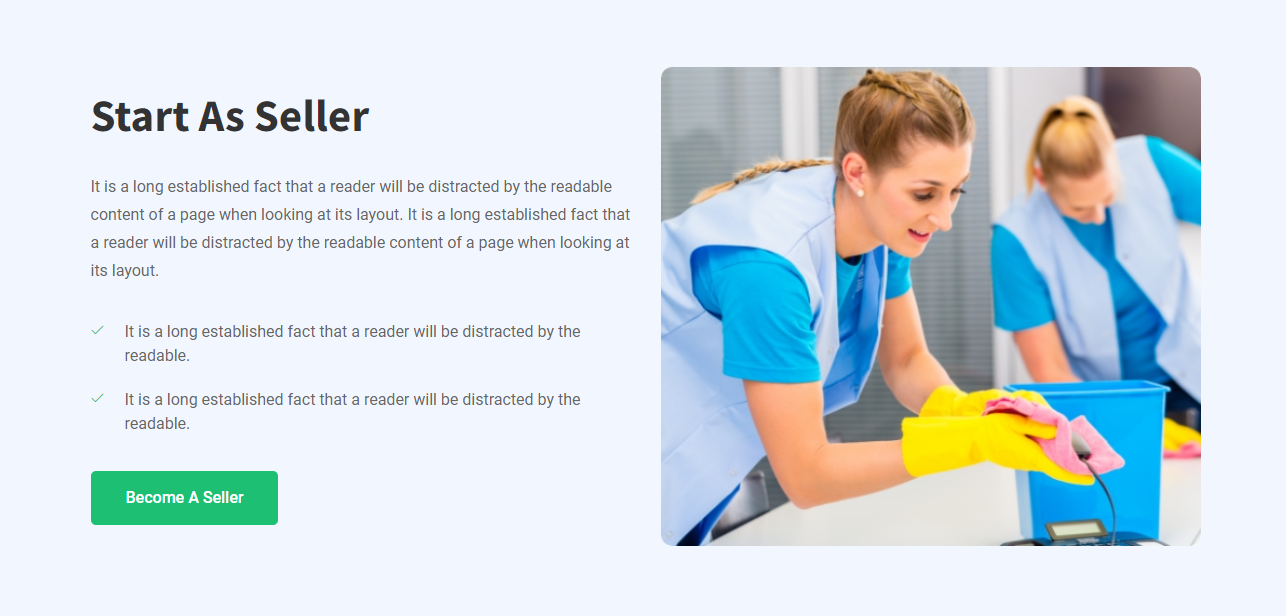 Start As Seller
It is a long established fact that a reader will be distracted by the readable
content of a page when looking at its layout. It is a long established fact that
a reader will be distracted by the readable content of a page when looking at
its layout.
It is a long established fact that a reader will be distracted by the
readable.
It is a long established fact that a reader will be distracted by the
readable.
Become A Seller